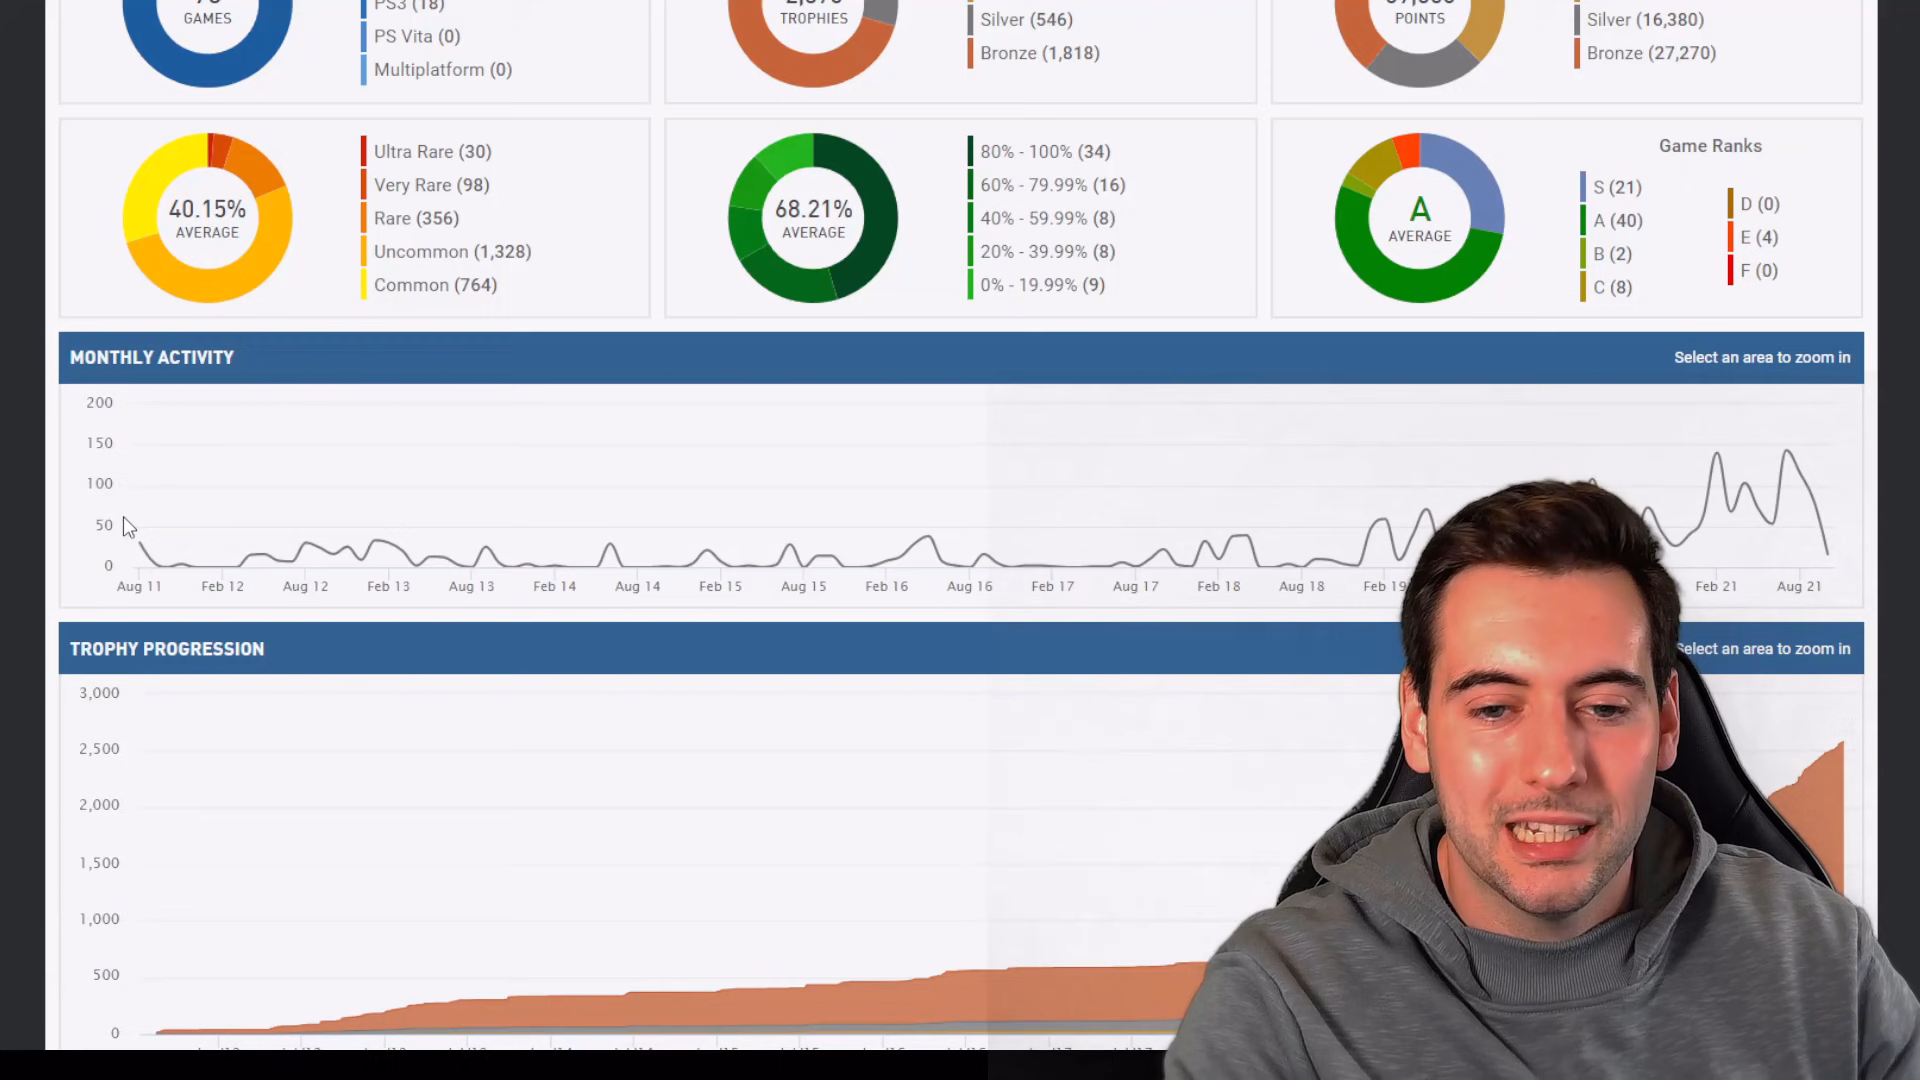 GAMES
PS3 (18)
PS Vita (0)
Multiplatform (0)
TROPHIES
Silver (546)
Bronze (1,818)
POINTS
Silver (16,380)
Bronze (27,270)
40.15%
AVERAGE
Ultra Rare (30)
Very Rare (98)
Rare (356)
Uncommon (1,328)
Common (764)
68.21%
AVERAGE
80% - 100% (34)
60% - 79.99% (16)
40% - 59.99% (8)
20% - 39.99% (8)
0% - 19.99% (9)
A
AVERAGE
Game Ranks
S (21)
A (40)
B (2)
C (8)
D (0)
E (4)
F (0)
MONTHLY ACTIVITY
Select an area to zoom in
200
150
100
50
0
Aug 11 Feb 12 Aug 12 Feb 13 Aug 13 Feb 14 Aug 14 Feb 15 Aug 15 Feb 16 Aug 16 Feb 17 Aug 17 Feb 18 Aug 18 Feb 19 Feb 21 Aug 21
TROPHY PROGRESSION
Select an area to zoom in
3,000
2,500
2,000
1,500
1,000
500
0